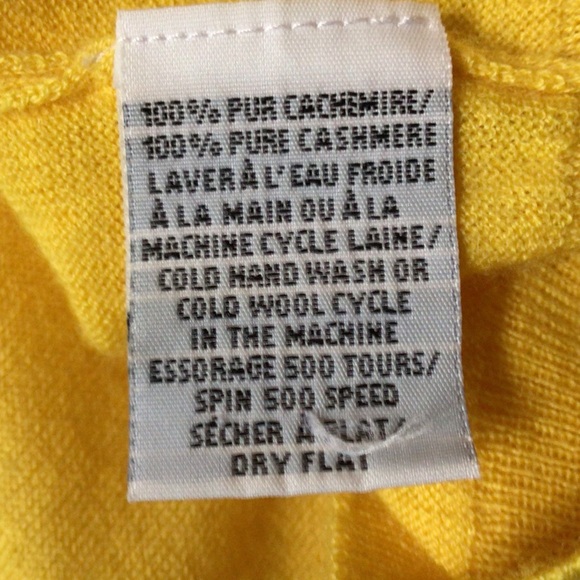 100% PUR CACHEMIRE/
100% PURE CASHMERE
LAVER À L'EAU FROIDE
À LA MAIN OU À LA
MACHINE CYCLE LAINE/
COLD HAND WASH OR
COLD WOOL CYCLE
IN THE MACHINE
ESSORAGE 500 TOURS/
SPIN 500 SPEED
SÉCHER À FLAT/
DRY FLAT